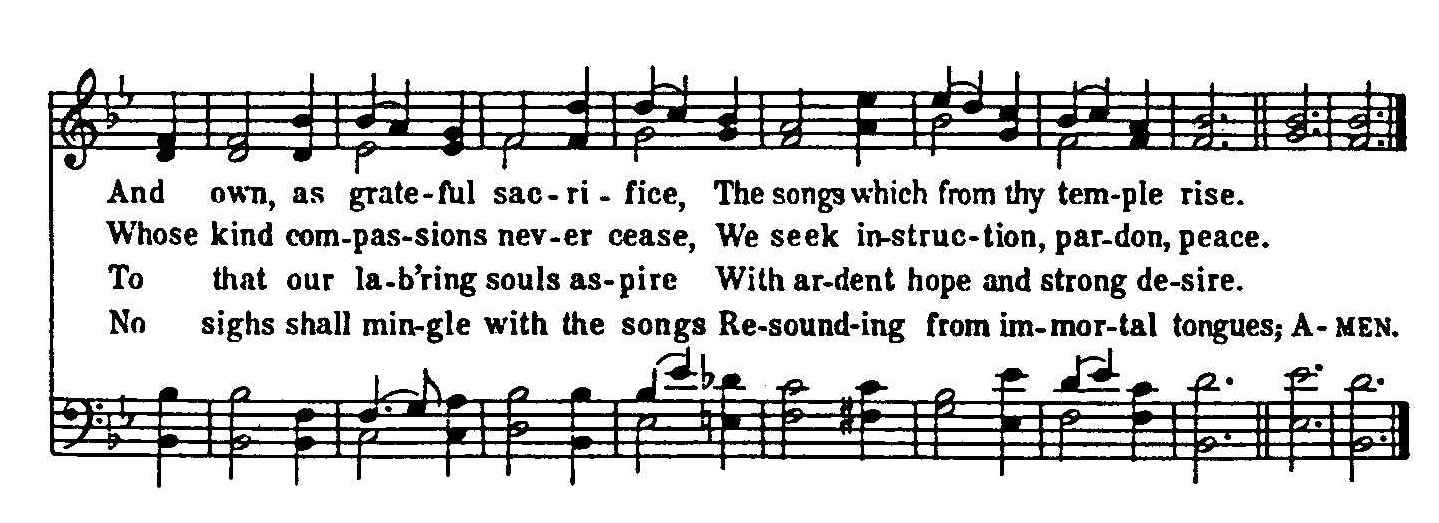 And own, as grate-ful sac-ri-fice, The songs which from thy tem-ple rise.
Whose kind com-pas-sions nev-er cease, We seek in-struc-tion, par-don, peace.
To that our la-b'ring souls as-pire With ar-dent hope and strong de-sire.
No sighs shall min-gle with the songs Re-sound-ing from im-mor-tal tongues; A-MEN.